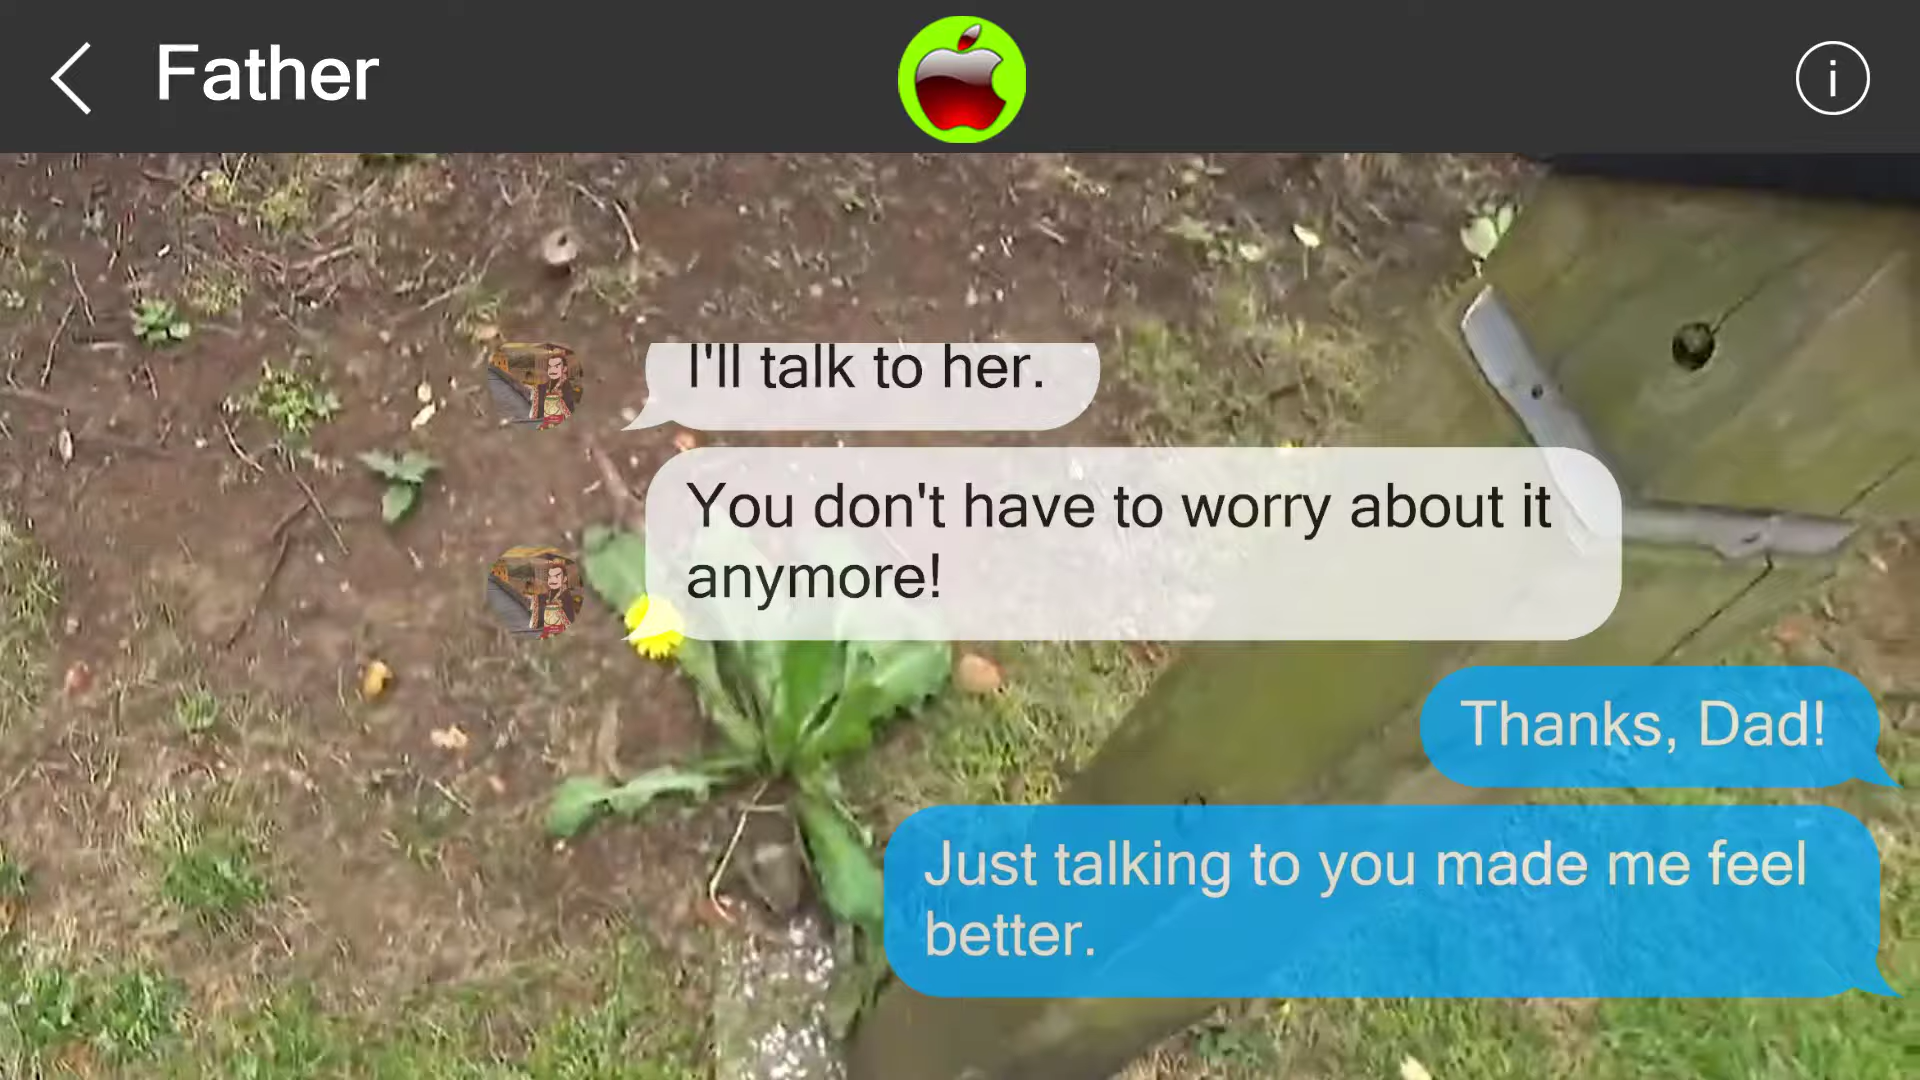 Father
i
I'll talk to her.
You don't have to worry about it
anymore!
Thanks, Dad!
Just talking to you made me feel
better.